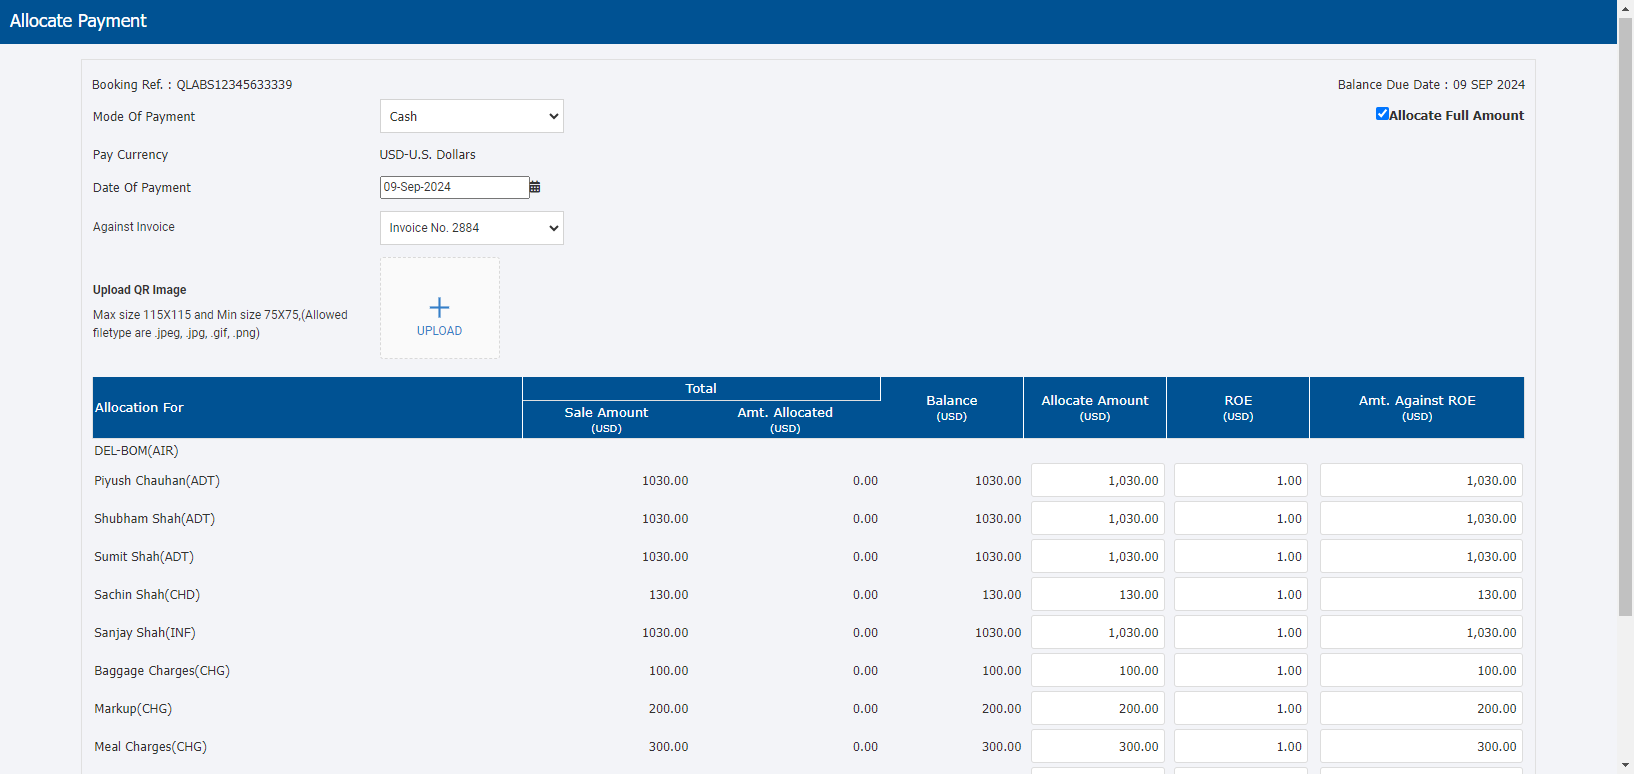 Allocate Payment
Booking Ref. : QLABS12345633339
Balance Due Date : 09 SEP 2024
Mode Of Payment
Cash
Allocate Full Amount
Pay Currency
USD-U.S. Dollars
Date Of Payment
09-Sep-2024
Against Invoice
Invoice No. 2884
Upload QR Image
Max size 115X115 and Min size 75X75,(Allowed
filetype are .jpeg, .jpg, .gif, .png)
UPLOAD
Allocation For
Total
Sale Amount
(USD)
Amt. Allocated
(USD)
Balance
(USD)
Allocate Amount
(USD)
ROE
(USD)
Amt. Against ROE
(USD)
DEL-BOM(AIR)
Piyush Chauhan(ADT) 1030.00 0.00 1030.00 1,030.00 1.00 1,030.00
Shubham Shah(ADT) 1030.00 0.00 1030.00 1,030.00 1.00 1,030.00
Sumit Shah(ADT) 1030.00 0.00 1030.00 1,030.00 1.00 1,030.00
Sachin Shah(CHD) 130.00 0.00 130.00 130.00 1.00 130.00
Sanjay Shah(INF) 1030.00 0.00 1030.00 1,030.00 1.00 1,030.00
Baggage Charges(CHG) 100.00 0.00 100.00 100.00 1.00 100.00
Markup(CHG) 200.00 0.00 200.00 200.00 1.00 200.00
Meal Charges(CHG) 300.00 0.00 300.00 300.00 1.00 300.00